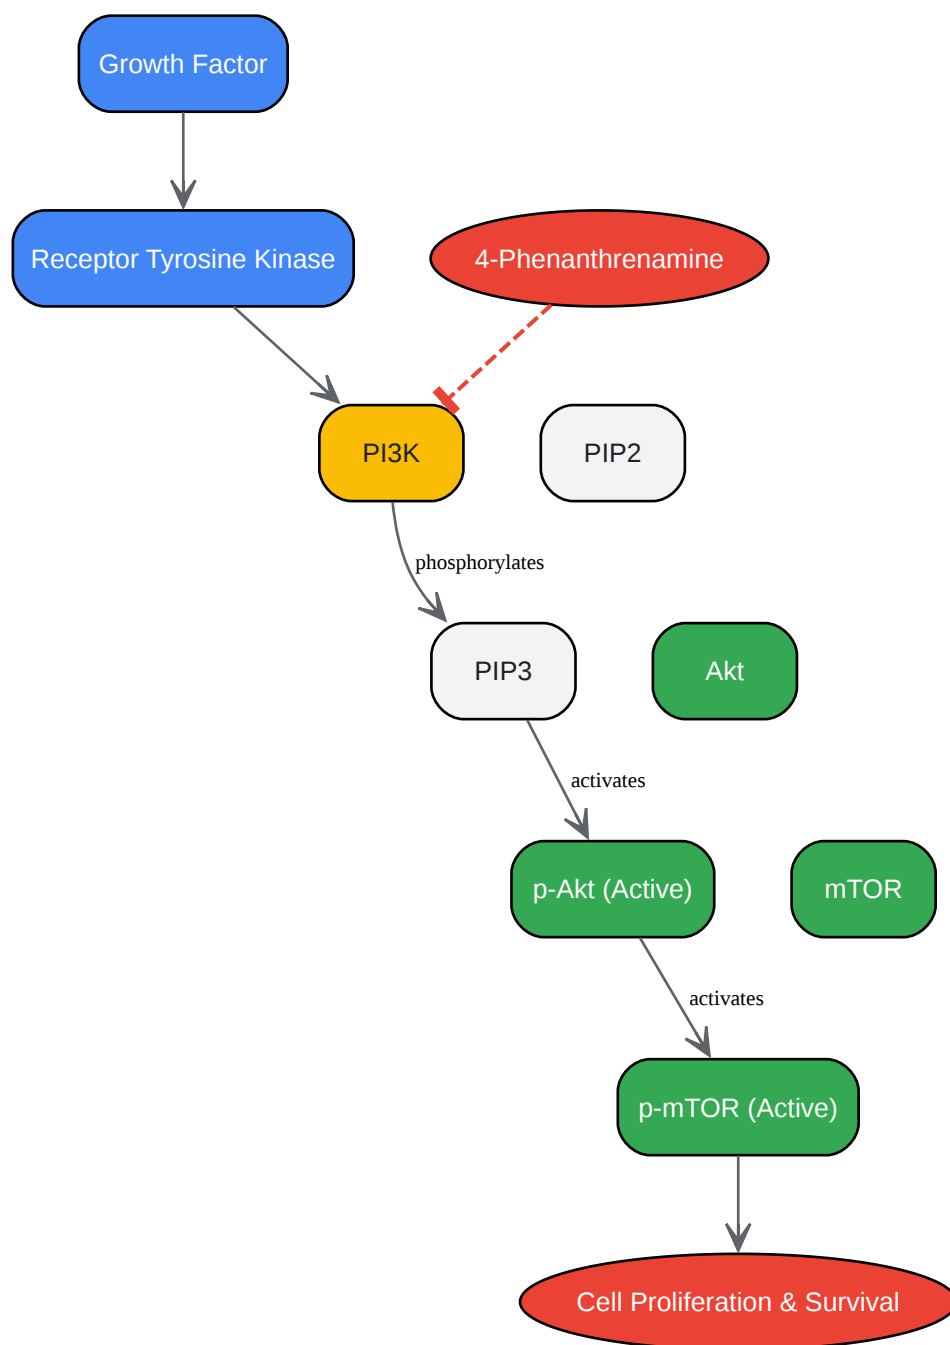 Growth Factor
Receptor Tyrosine Kinase
4-Phenanthrenamine
PI3K
PIP2
phosphorylates
PIP3
Akt
activates
p-Akt (Active)
mTOR
activates
p-mTOR (Active)
Cell Proliferation & Survival